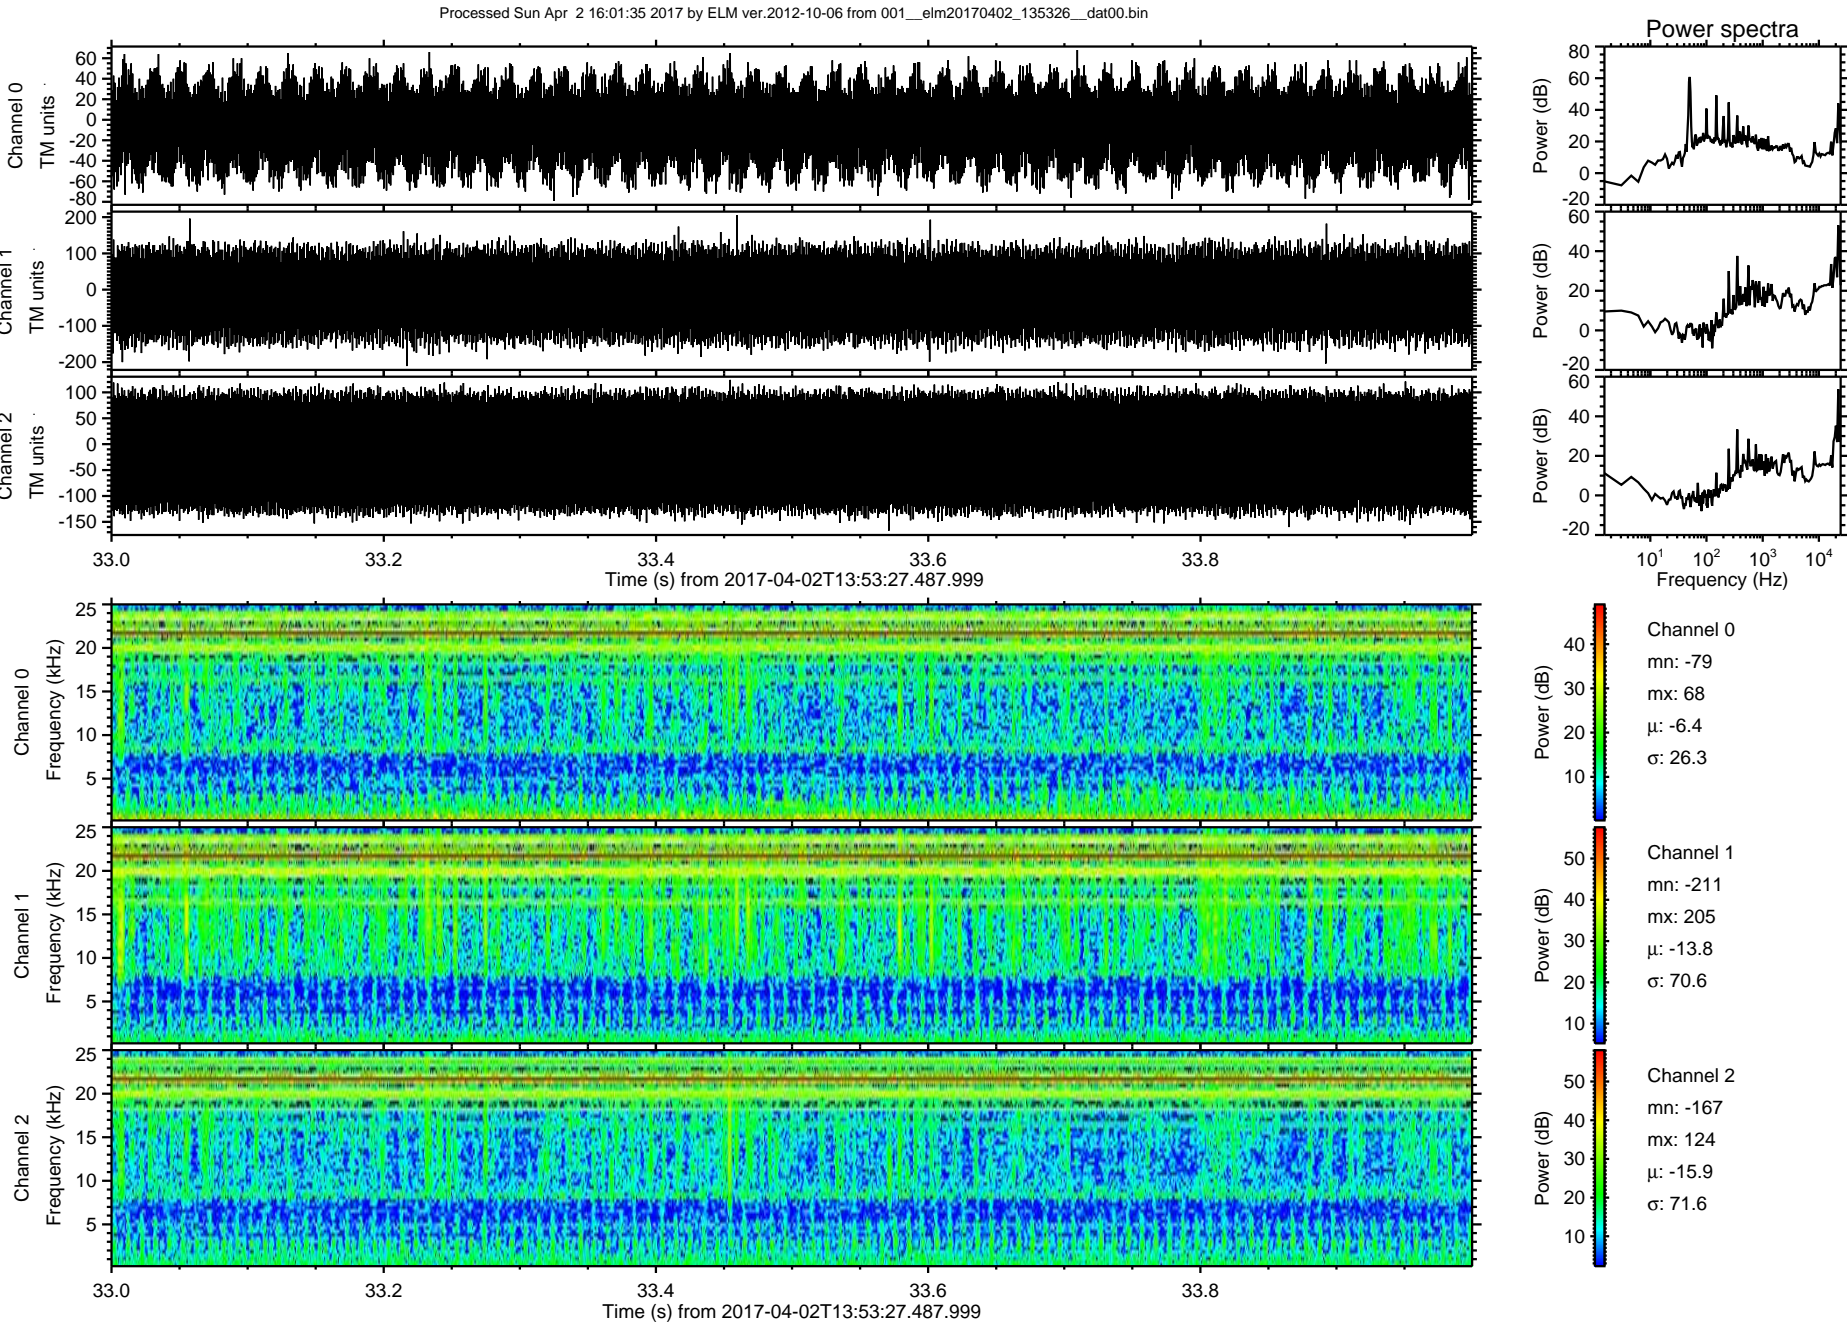 Processed Sun Apr  2 16:01:35 2017 by ELM ver.2012-10-06 from 001__elm20170402_135326__dat00.bin
Power spectra
Channel 0
TM units
60
40
20
0
-20
-40
-60
-80
Power (dB)
80
60
40
20
0
-20
Channel 1
TM units
200
100
0
-100
-200
Power (dB)
60
40
20
0
-20
Channel 2
TM units
100
50
0
-50
-100
-150
Power (dB)
60
40
20
0
-20
33.0 33.2 33.4 33.6 33.8
Time (s) from 2017-04-02T13:53:27.487.999
10¹ 10² 10³ 10⁴
Frequency (Hz)
Channel 0
Frequency (kHz)
25
20
15
10
5
Power (dB)
40
30
20
10
Channel 0
mn: -79
mx: 68
µ: -6.4
σ: 26.3
Channel 1
Frequency (kHz)
25
20
15
10
5
Power (dB)
50
40
30
20
10
Channel 1
mn: -211
mx: 205
µ: -13.8
σ: 70.6
Channel 2
Frequency (kHz)
25
20
15
10
5
Power (dB)
50
40
30
20
10
Channel 2
mn: -167
mx: 124
µ: -15.9
σ: 71.6
33.0 33.2 33.4 33.6 33.8
Time (s) from 2017-04-02T13:53:27.487.999